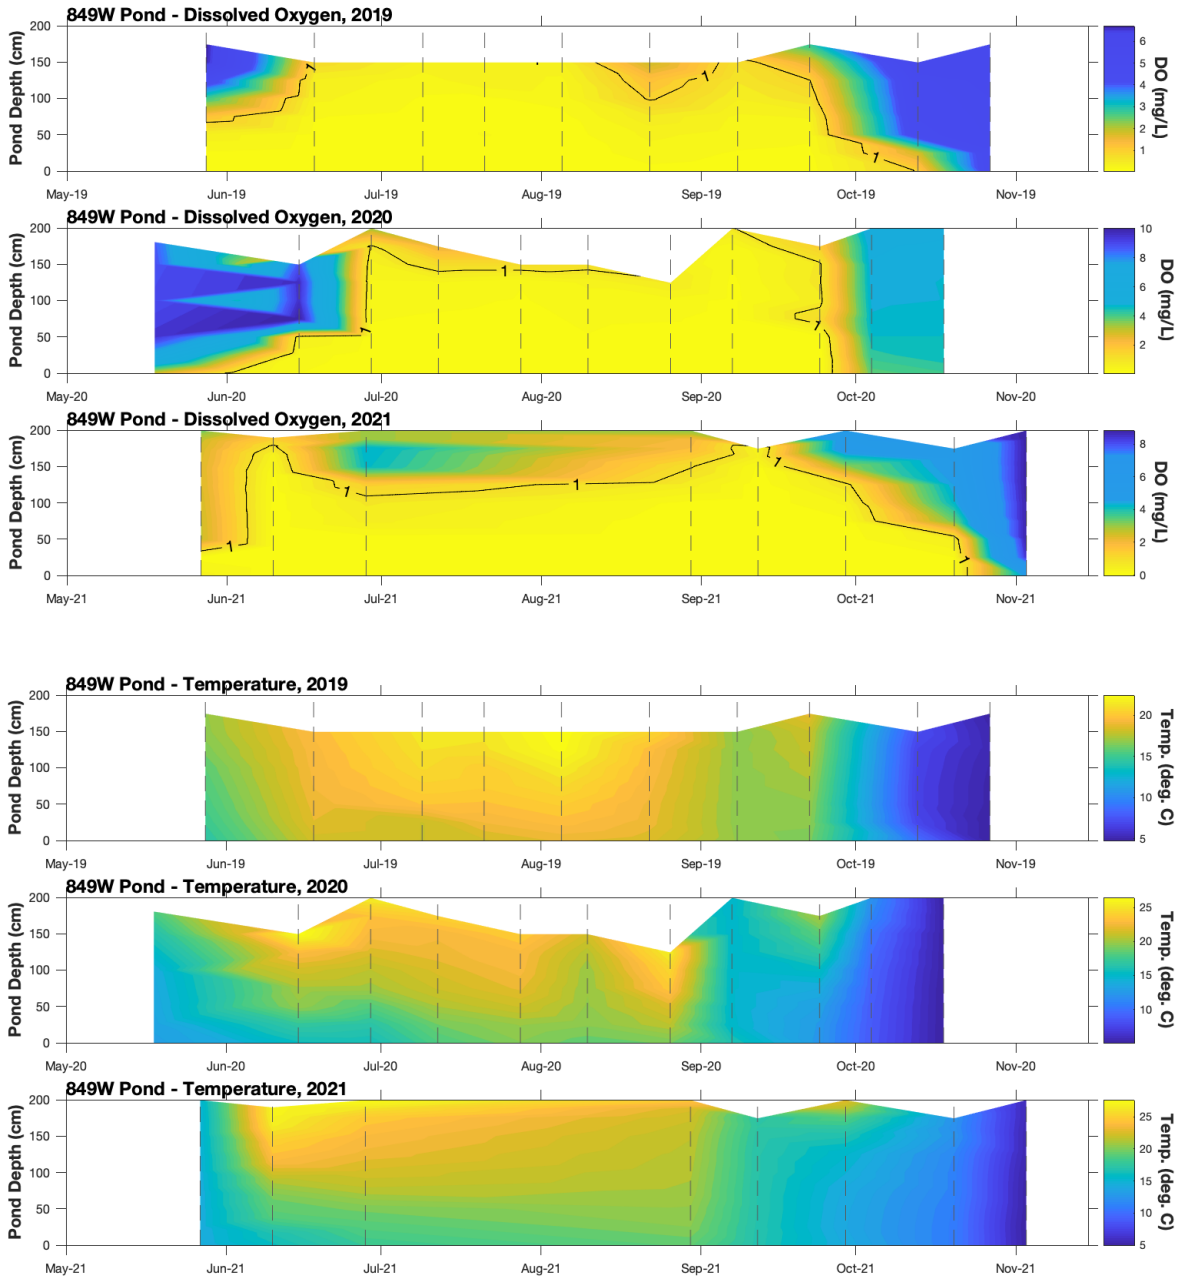 849W Pond - Dissolved Oxygen, 2019
200
150
100
50
0
Pond Depth (cm)
1
1
1
May-19 Jun-19 Jul-19 Aug-19 Sep-19 Oct-19 Nov-19
6
5
4
3
2
1
DO (mg/L)
849W Pond - Dissolved Oxygen, 2020
200
150
100
50
0
Pond Depth (cm)
1
1
1
May-20 Jun-20 Jul-20 Aug-20 Sep-20 Oct-20 Nov-20
10
8
6
4
2
DO (mg/L)
849W Pond - Dissolved Oxygen, 2021
200
150
100
50
0
Pond Depth (cm)
1
1
1
1
1
May-21 Jun-21 Jul-21 Aug-21 Sep-21 Oct-21 Nov-21
8
6
4
2
0
DO (mg/L)
849W Pond - Temperature, 2019
200
150
100
50
0
Pond Depth (cm)
May-19 Jun-19 Jul-19 Aug-19 Sep-19 Oct-19 Nov-19
20
15
10
5
Temp. (deg. C)
849W Pond - Temperature, 2020
200
150
100
50
0
Pond Depth (cm)
May-20 Jun-20 Jul-20 Aug-20 Sep-20 Oct-20 Nov-20
25
20
15
10
Temp. (deg. C)
849W Pond - Temperature, 2021
200
150
100
50
0
Pond Depth (cm)
May-21 Jun-21 Jul-21 Aug-21 Sep-21 Oct-21 Nov-21
25
20
15
10
5
Temp. (deg. C)